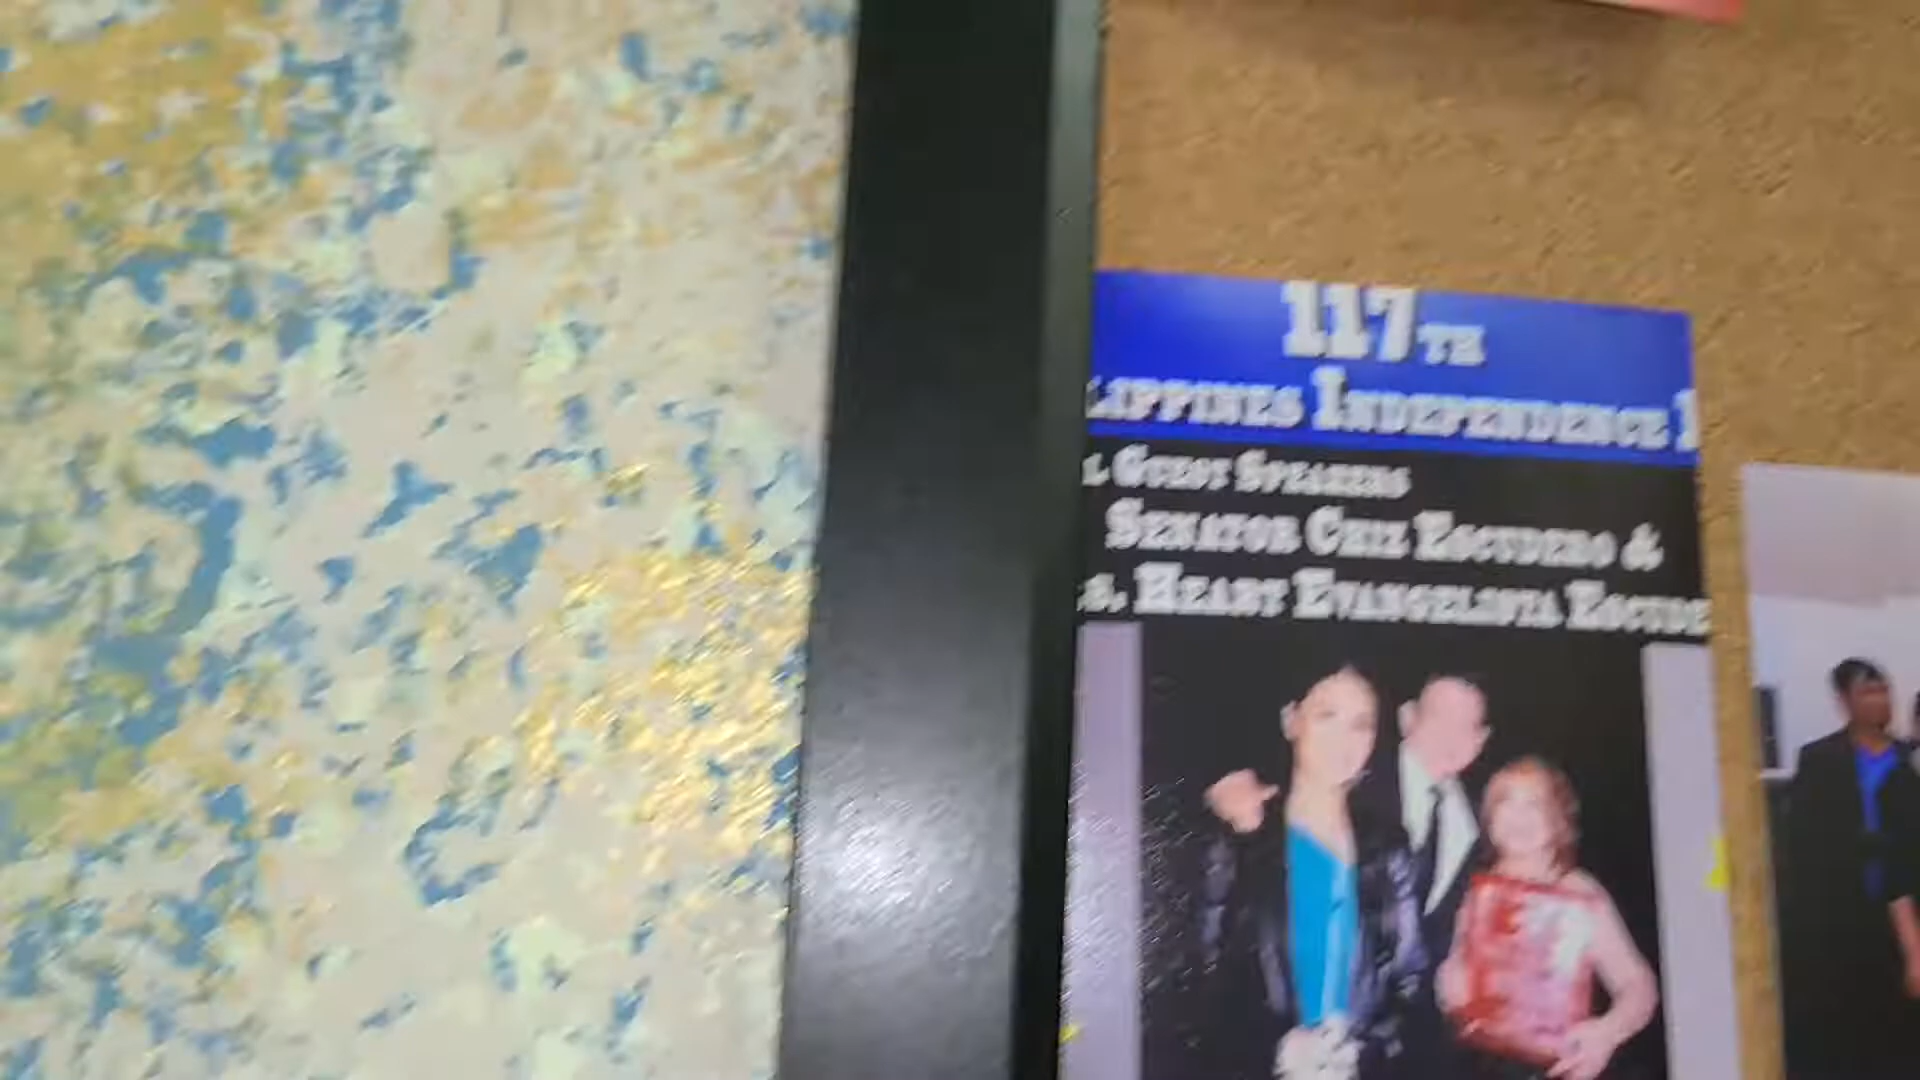 117TH
LIPPINES INDEPENDENCE
GUEST SPEAKERS
SENATOR CHIZ ESCUDERO &
S. HEART EVANGELISTA ESCUDE